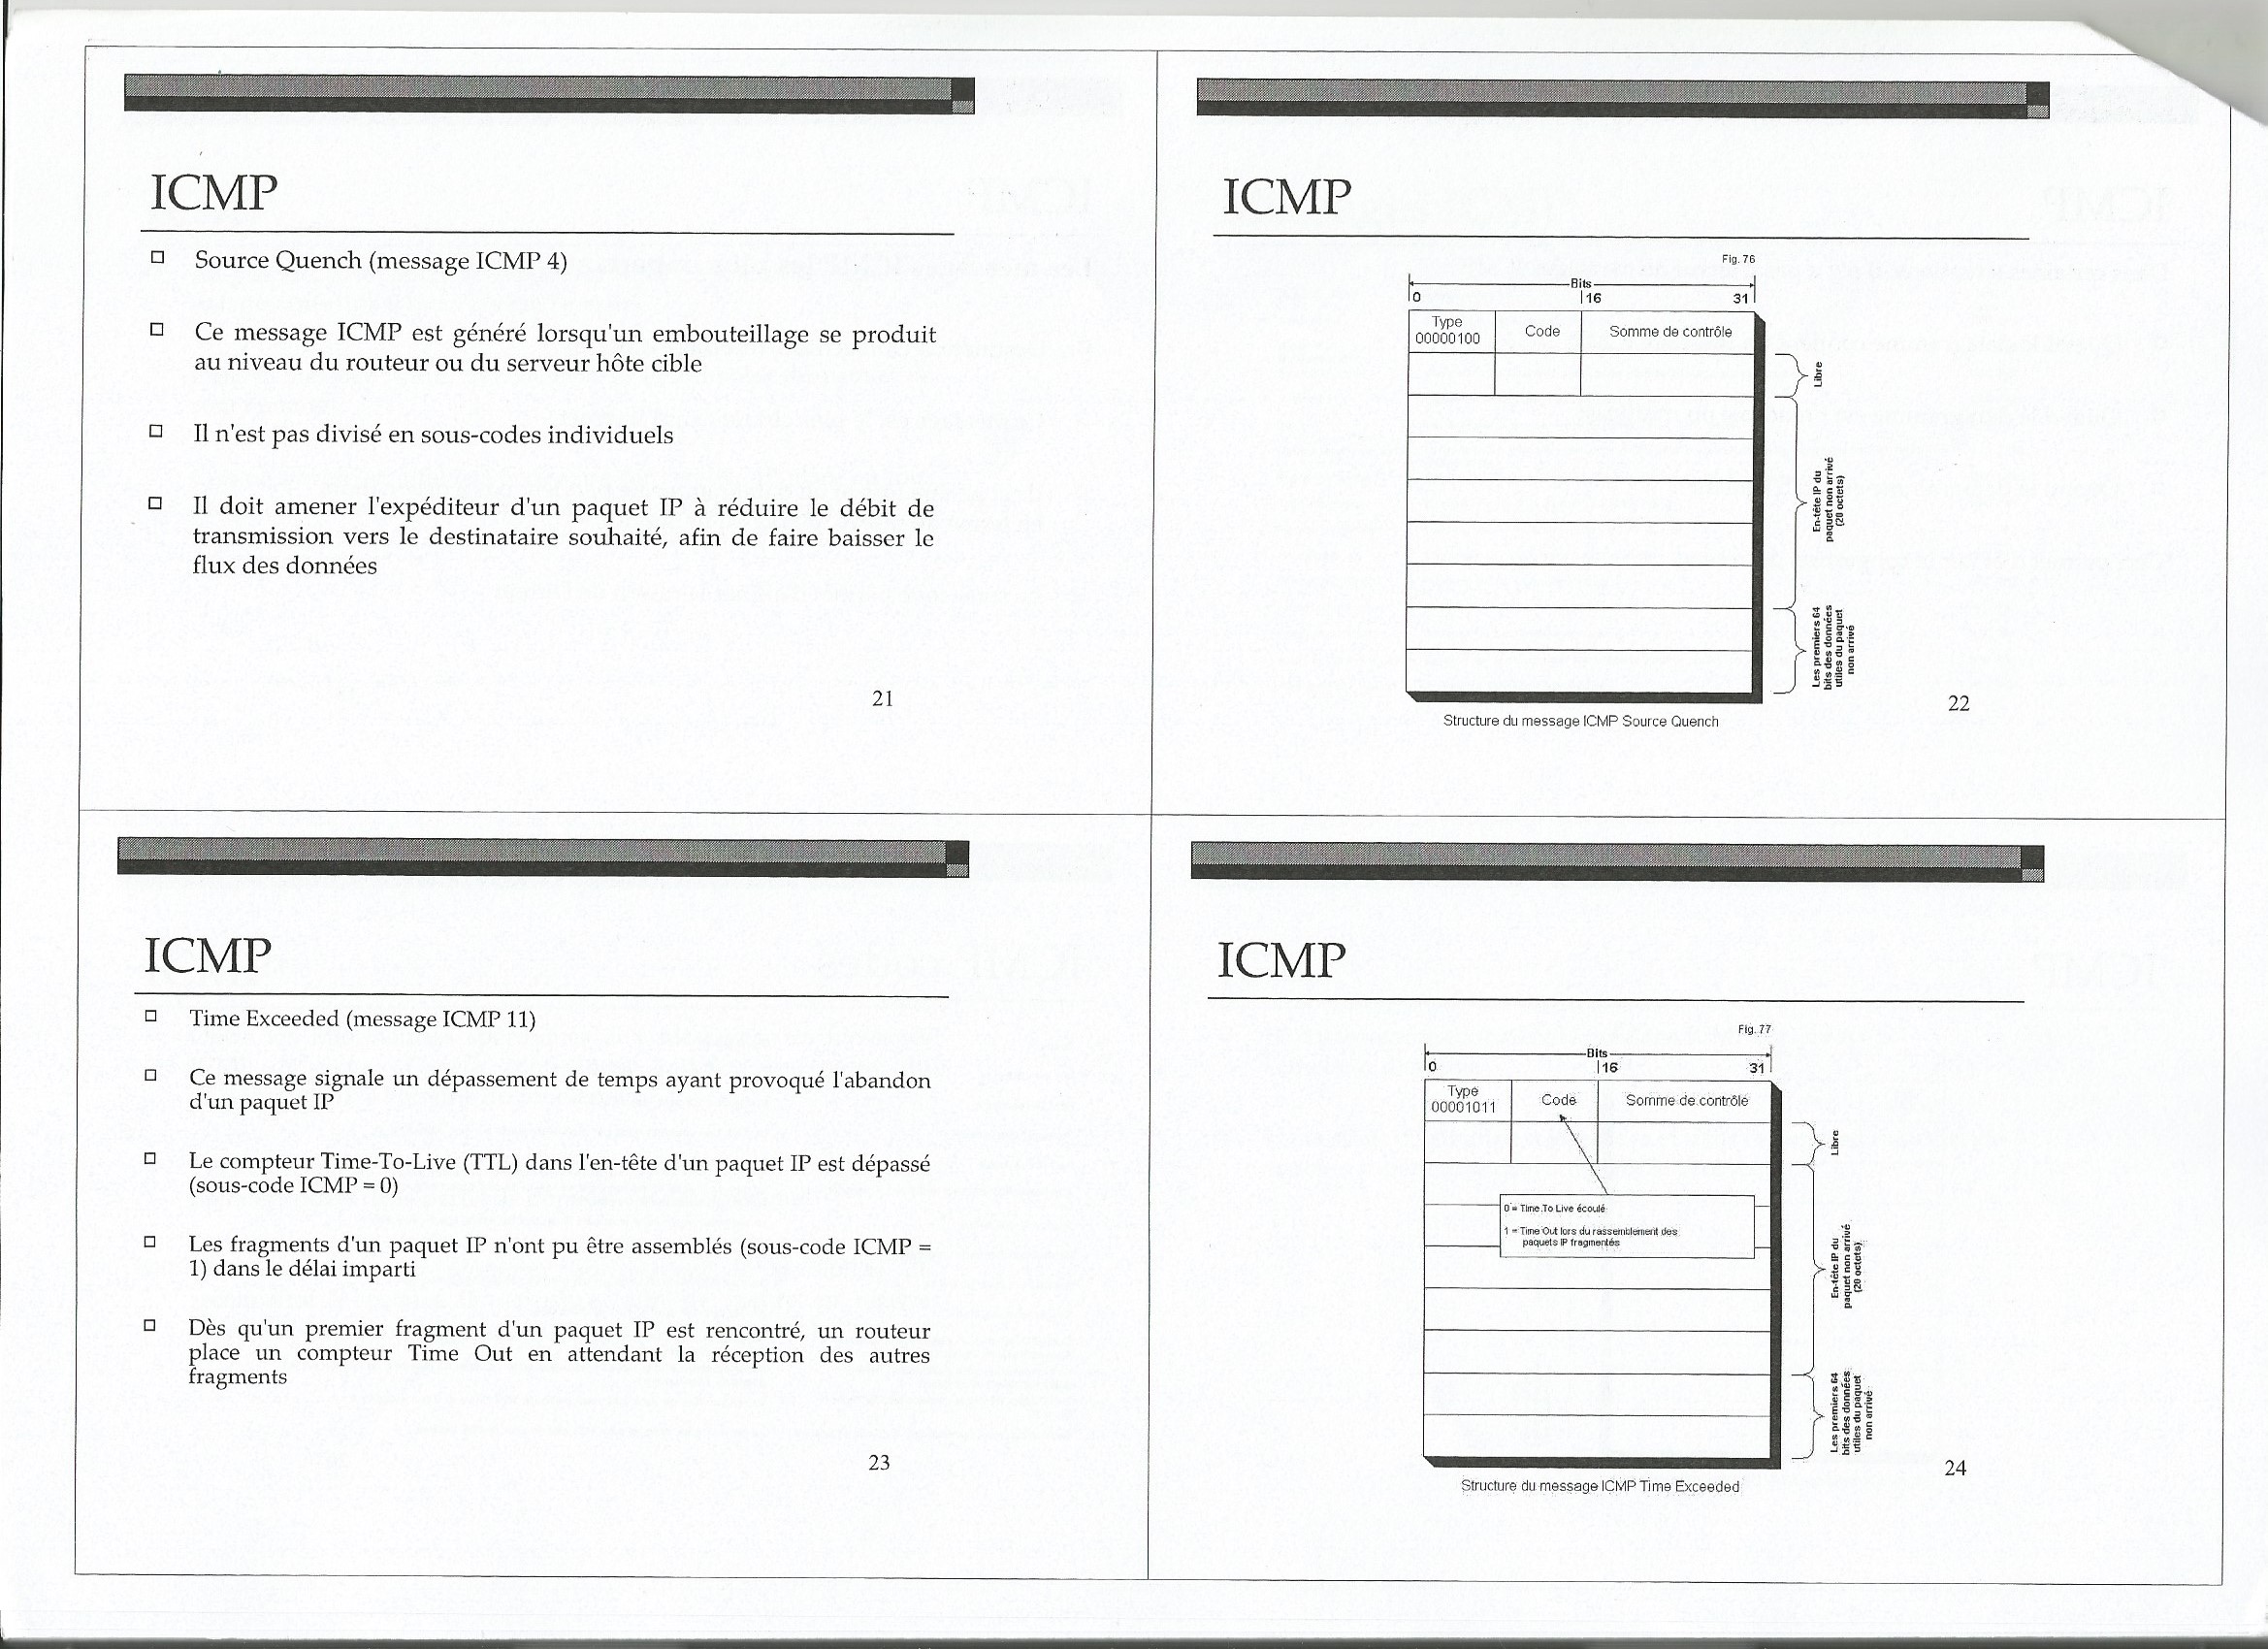 ICMP
Source Quench (message ICMP 4)
Ce message ICMP est généré lorsqu'un embouteillage se produit
au niveau du routeur ou du serveur hôte cible
Il n'est pas divisé en sous-codes individuels
Il doit amener l'expéditeur d'un paquet IP à réduire le débit de
transmission vers le destinataire souhaité, afin de faire baisser le
flux des données
21
ICMP
Fig. 76
Bits
0 16 31
Type
00000100
Code
Somme de contrôle
Libre
En-tête IP du
paquet non arrivé
(20 octets)
Les premiers 64
bits des données
utiles du paquet
non arrivé
Structure du message ICMP Source Quench
22
ICMP
Time Exceeded (message ICMP 11)
Ce message signale un dépassement de temps ayant provoqué l'abandon
d'un paquet IP
Le compteur Time-To-Live (TTL) dans l'en-tête d'un paquet IP est dépassé
(sous-code ICMP = 0)
Les fragments d'un paquet IP n'ont pu être assemblés (sous-code ICMP =
1) dans le délai imparti
Dès qu'un premier fragment d'un paquet IP est rencontré, un routeur
place un compteur Time Out en attendant la réception des autres
fragments
23
ICMP
Fig. 77
Bits
0 16 31
Type
00001011
Code
Somme de contrôle
0 = Time To Live écoulé
1 = Time Out lors du rassemblement des
paquets IP fragmentés
Libre
En-tête IP du
paquet non arrivé
(20 octets)
Les premiers 64
bits des données
utiles du paquet
non arrivé
Structure du message ICMP Time Exceeded
24